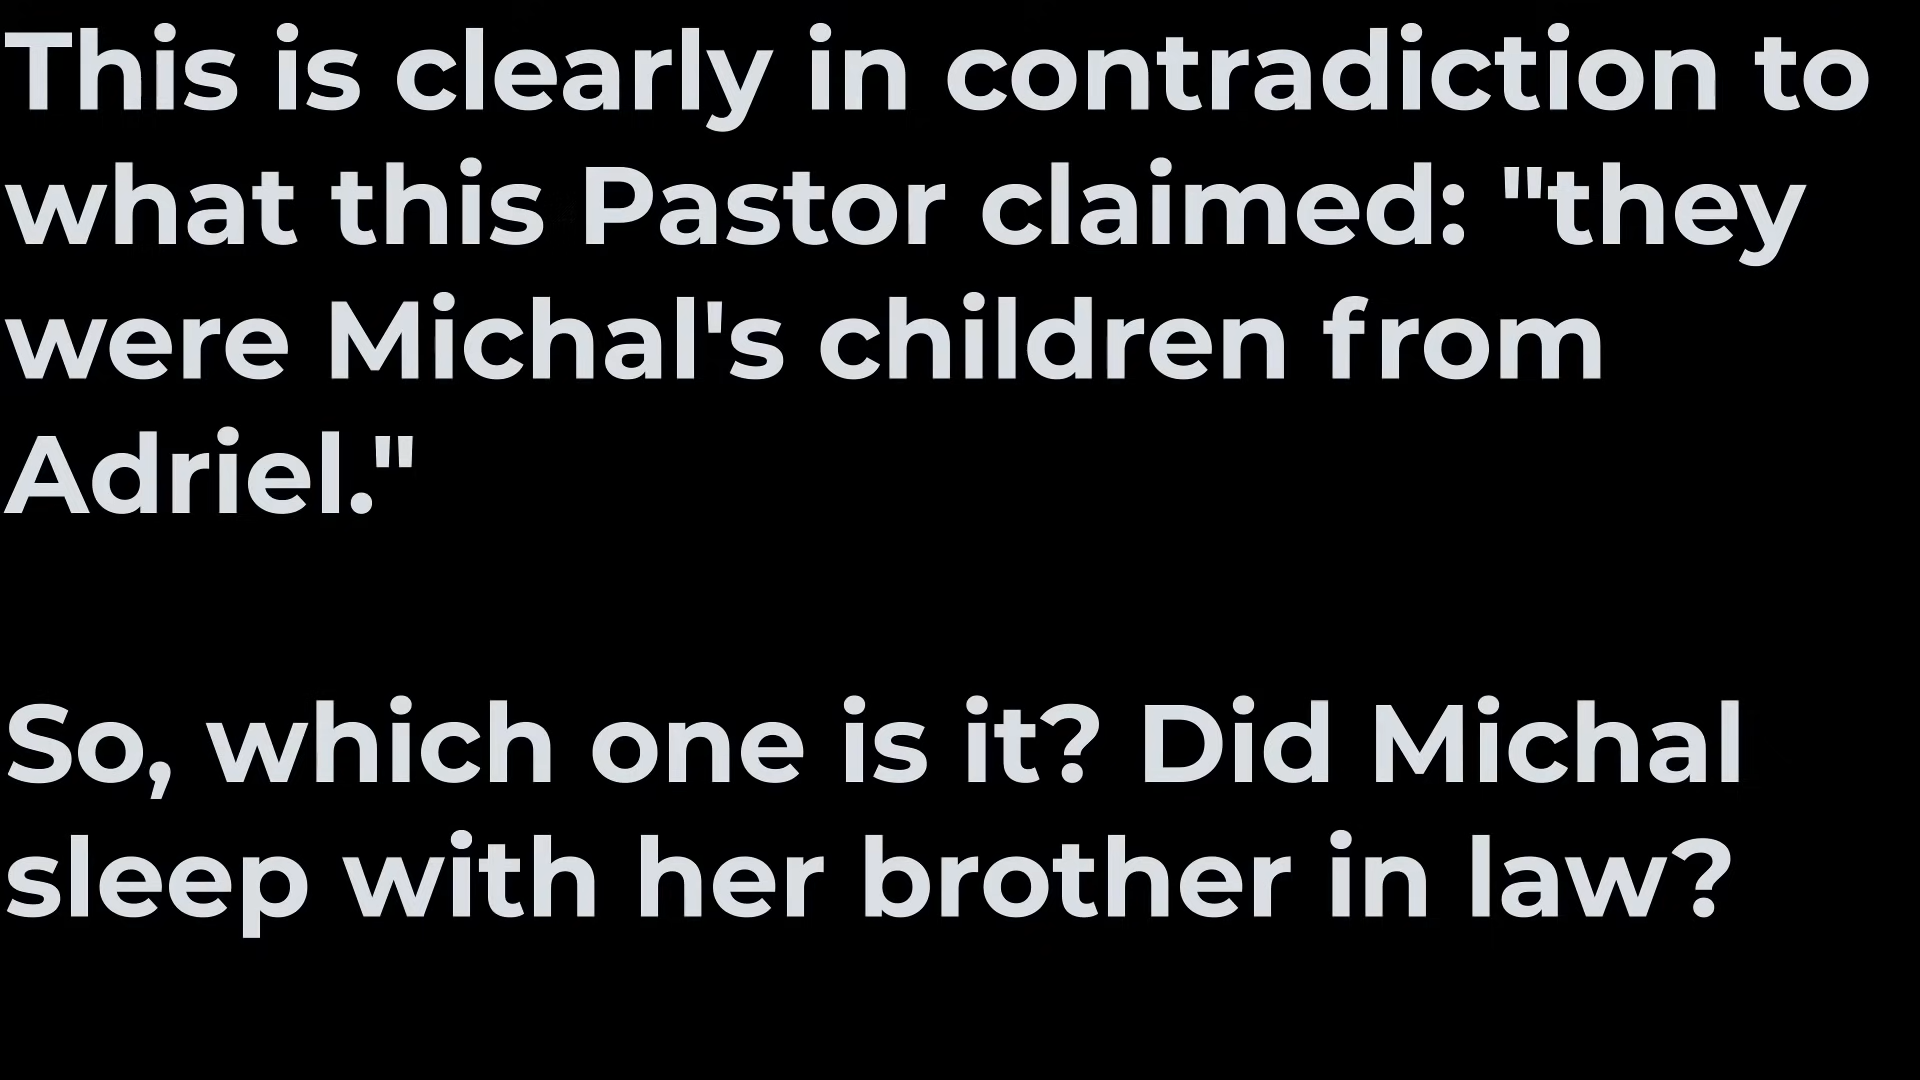 This is clearly in contradiction to
what this Pastor claimed: "they
were Michal's children from
Adriel."
So, which one is it? Did Michal
sleep with her brother in law?